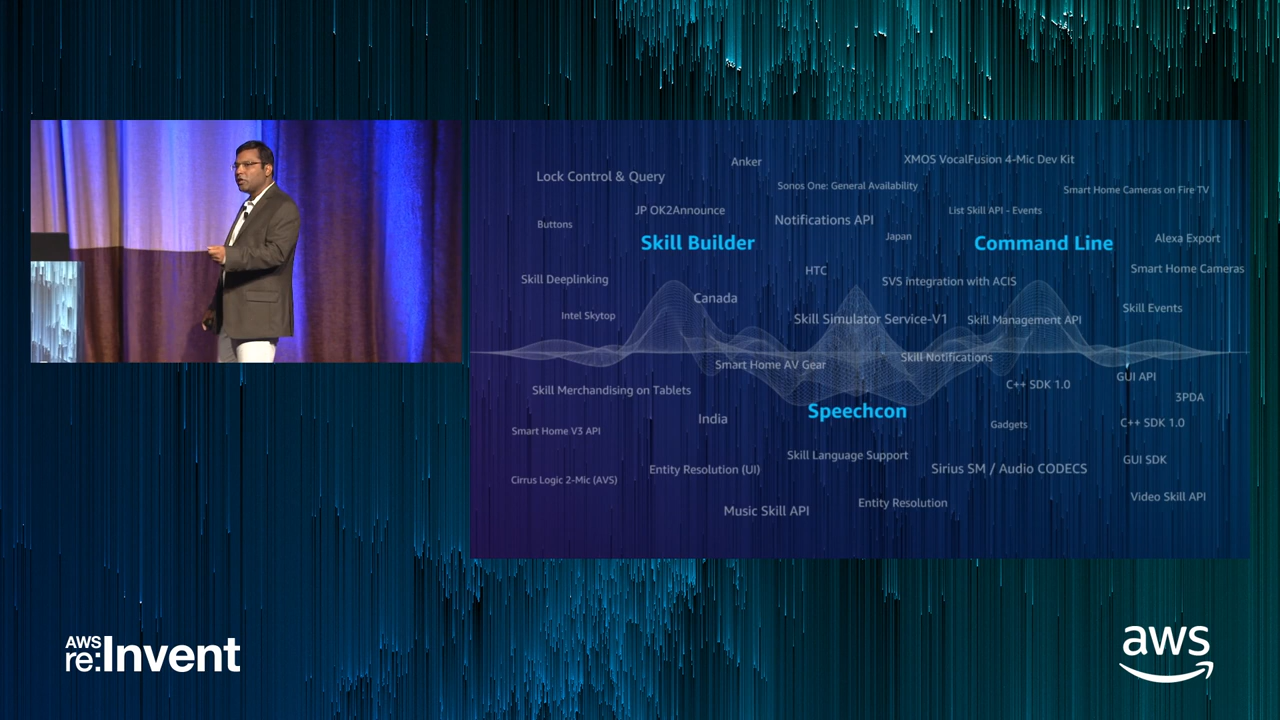 Anker
XMOS VocalFusion 4-Mic Dev Kit
Lock Control & Query
Sonos One: General Availability
Smart Home Cameras on Fire TV
JP OK2Announce
List Skill API - Events
Buttons
Notifications API
Japan
Skill Builder
Command Line
Alexa Export
HTC
Smart Home Cameras
Skill Deeplinking
SVS integration with ACIS
Canada
Skill Events
Intel Skytop
Skill Simulator Service-V1
Skill Management API
Skill Notifications
Smart Home AV Gear
GUI API
C++ SDK 1.0
Skill Merchandising on Tablets
3PDA
Speechcon
India
C++ SDK 1.0
Gadgets
Smart Home V3 API
Skill Language Support
GUI SDK
Entity Resolution (UI)
Sirius SM / Audio CODECS
Cirrus Logic 2-Mic (AVS)
Video Skill API
Entity Resolution
Music Skill API
AWS
re:Invent
aws